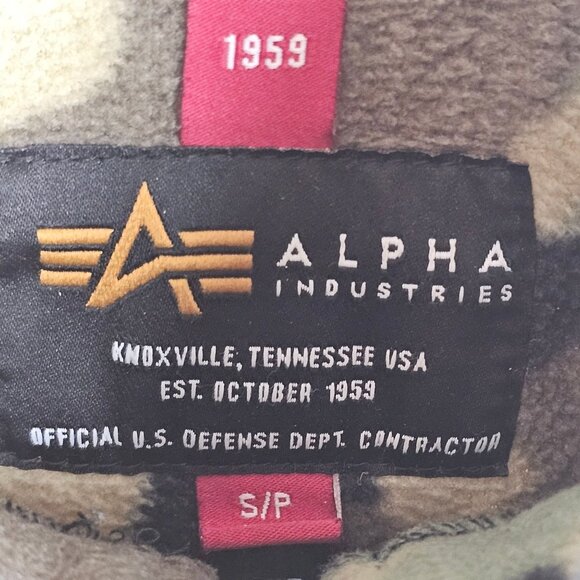 1959
ALPHA
INDUSTRIES
KNOXVILLE, TENNESSEE USA
EST. OCTOBER 1959
OFFICIAL U.S. DEFENSE DEPT. CONTRACTOR
S/P